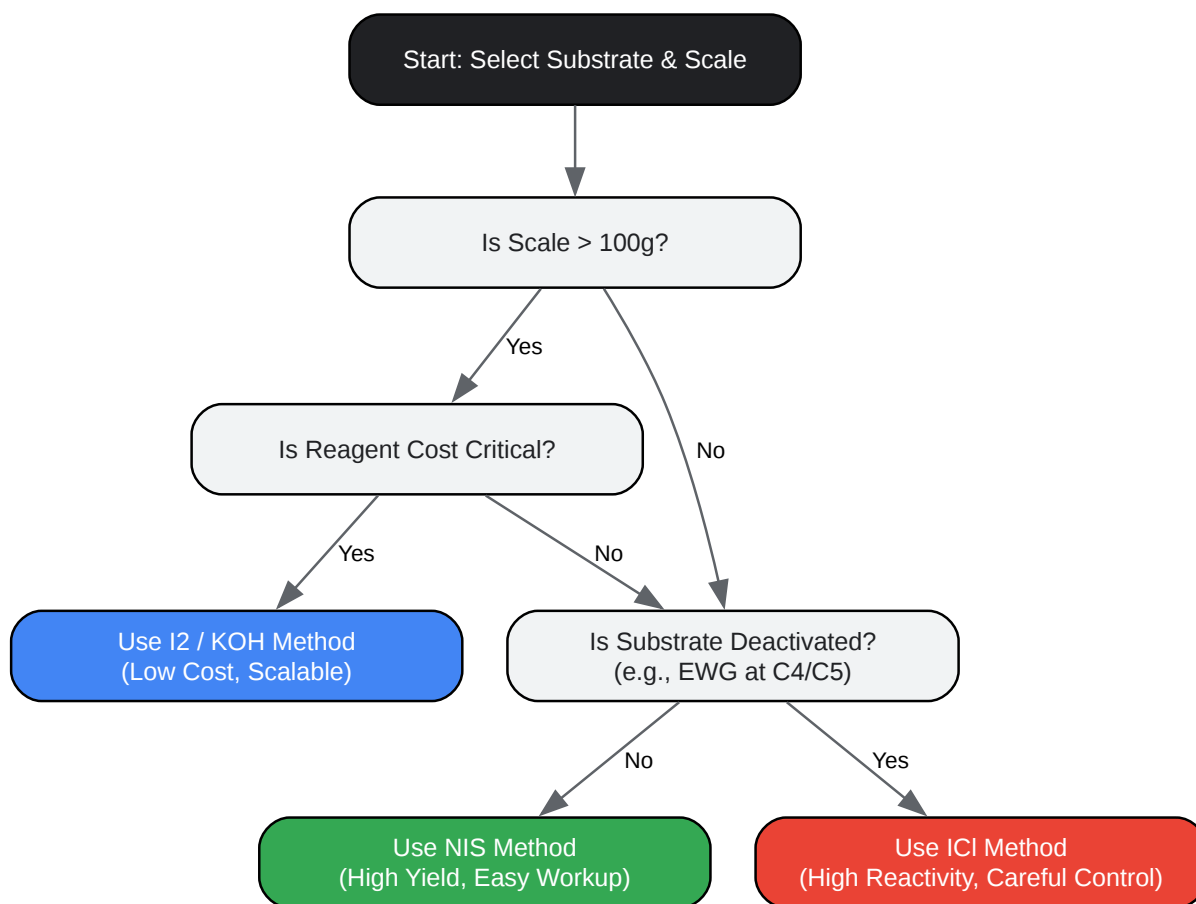 Start: Select Substrate & Scale
Is Scale > 100g?
Yes
Is Reagent Cost Critical?
No
Yes
No
Use I2 / KOH Method
(Low Cost, Scalable)
Is Substrate Deactivated?
(e.g., EWG at C4/C5)
No
Yes
Use NIS Method
(High Yield, Easy Workup)
Use ICl Method
(High Reactivity, Careful Control)